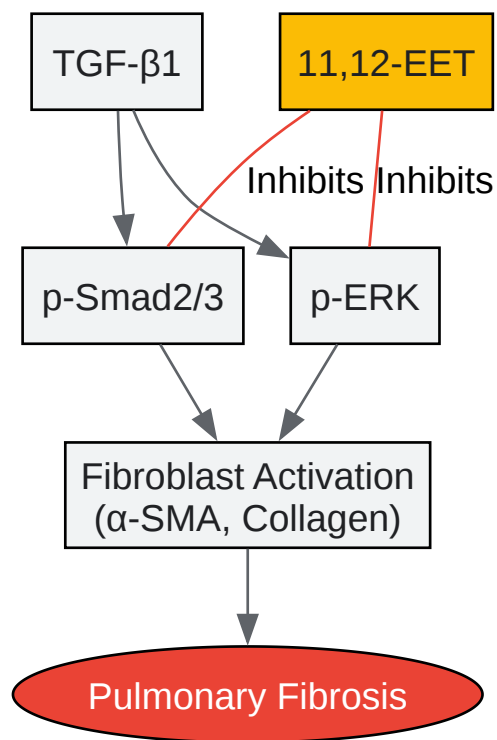 TGF-β1
11,12-EET
Inhibits
Inhibits
p-Smad2/3
p-ERK
Fibroblast Activation
(α-SMA, Collagen)
Pulmonary Fibrosis